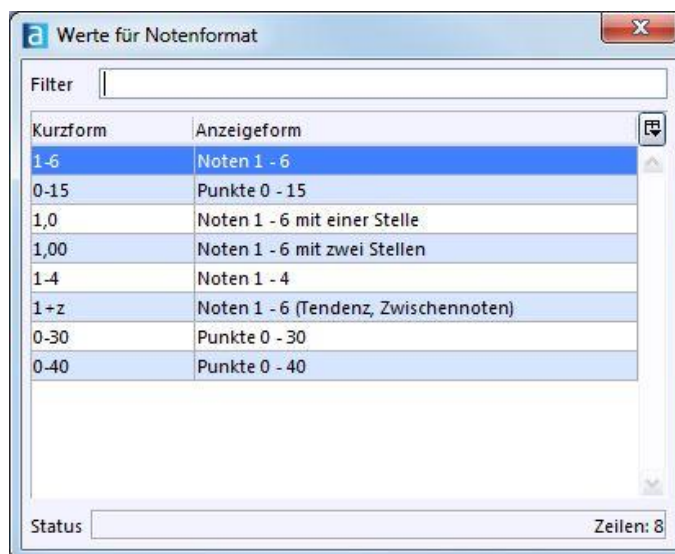 a Werte für Notenformat
Filter
Kurzform Anzeigeform
1-6 Noten 1 - 6
0-15 Punkte 0 - 15
1,0 Noten 1 - 6 mit einer Stelle
1,00 Noten 1 - 6 mit zwei Stellen
1-4 Noten 1 - 4
1+z Noten 1 - 6 (Tendenz, Zwischennoten)
0-30 Punkte 0 - 30
0-40 Punkte 0 - 40
Status Zeilen: 8